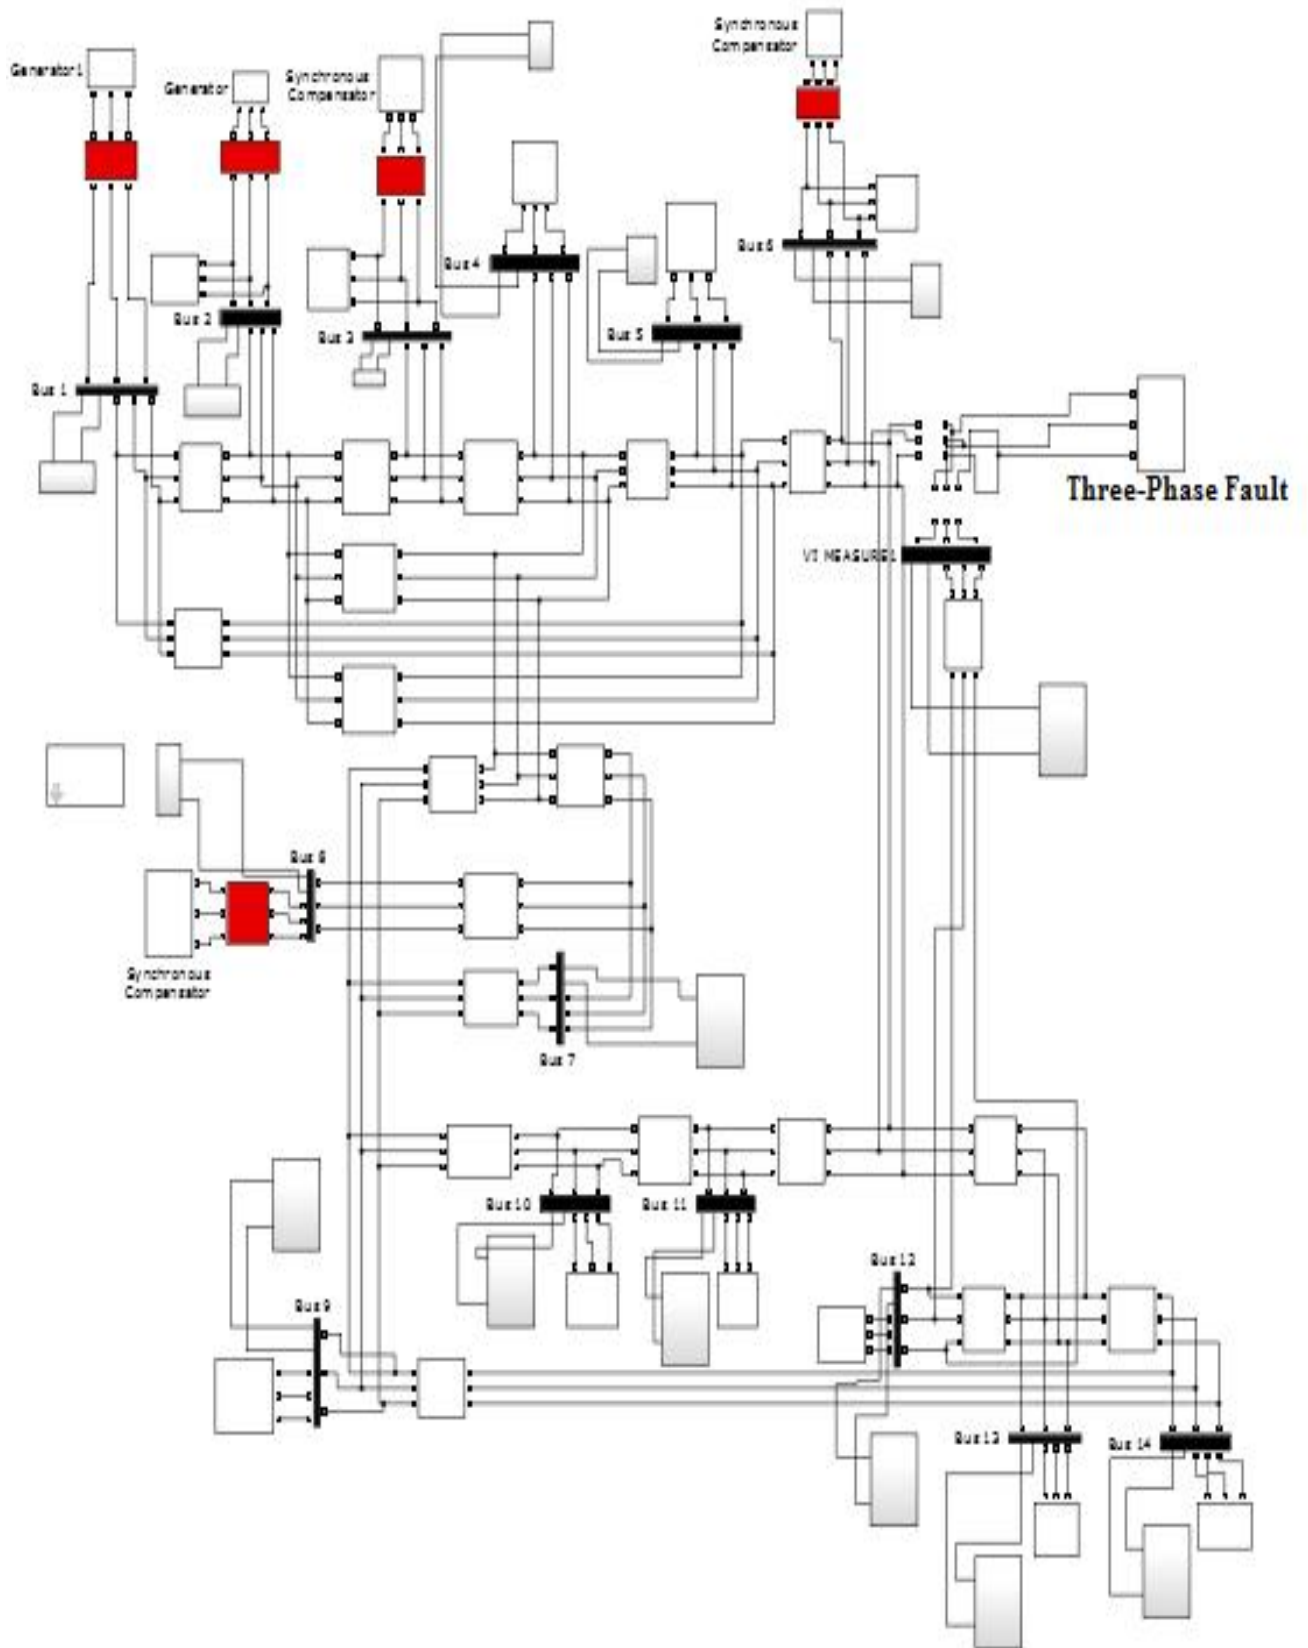 Synchronous
Compensator
Generator1
Generator
Synchronous
Compensator
Bus 4
Bus 6
Bus 2
Bus 3
Bus 5
Bus 1
Three-Phase Fault
VI MEASURE1
Bus 8
Synchronous
Compensator
Bus 7
Bus 10
Bus 11
Bus 12
Bus 9
Bus 13
Bus 14